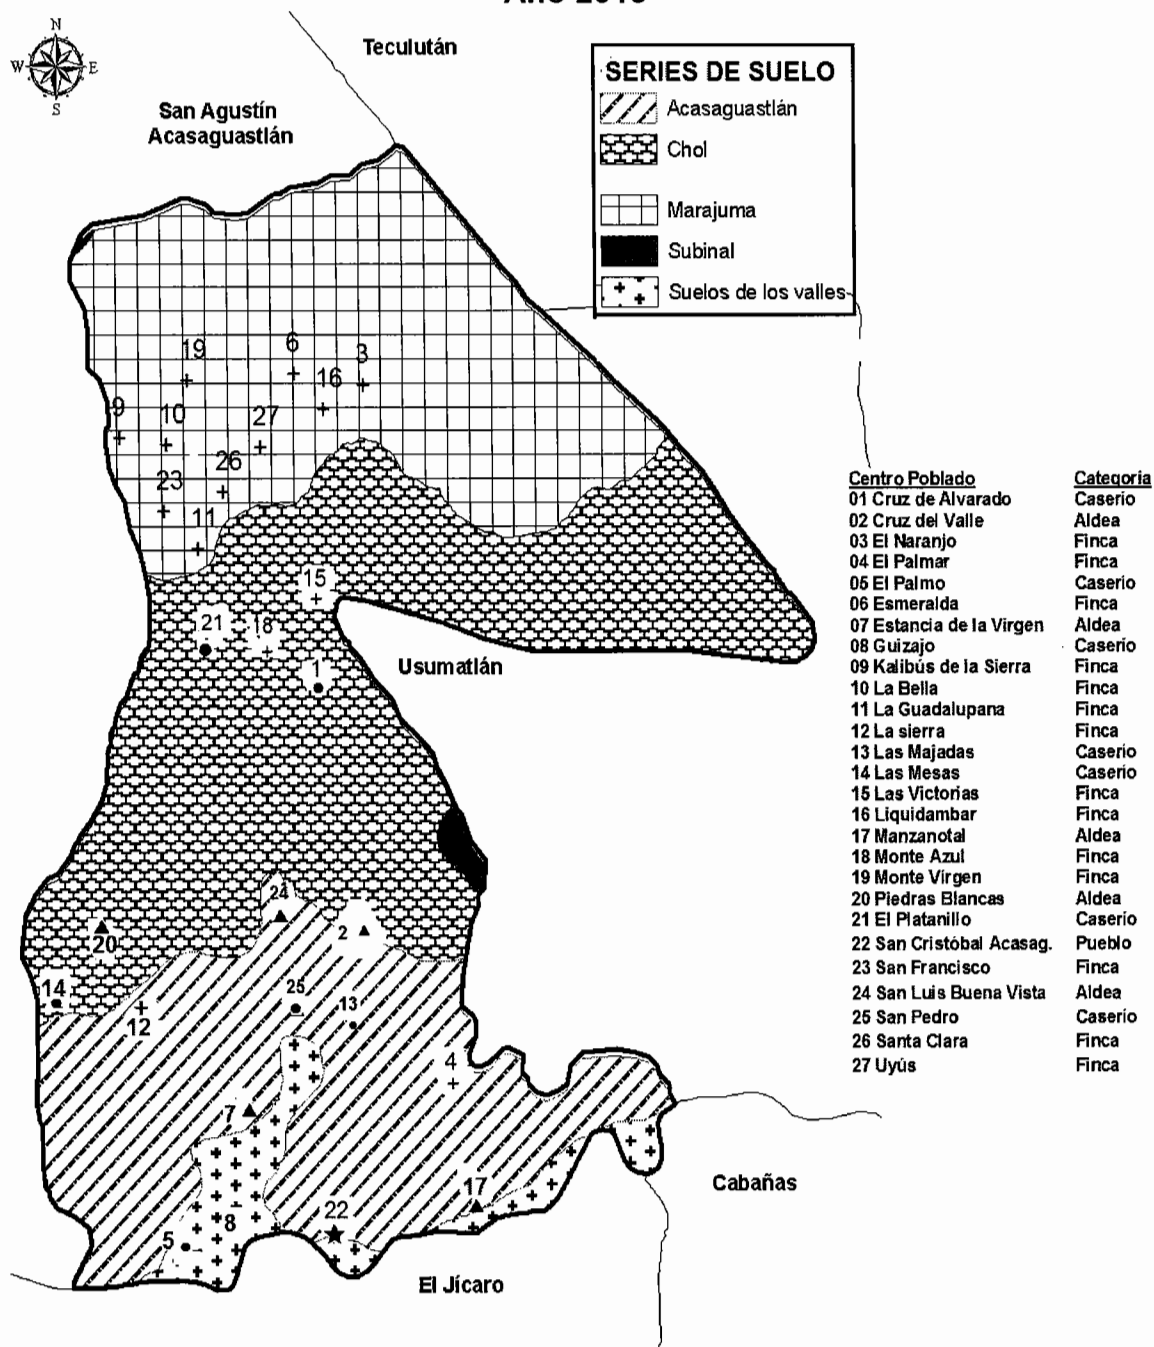 Año 2015
N
W E
S
Teculután
San Agustín
Acasaguastlán
SERIES DE SUELO
Acasaguastlán
Chol
Marajuma
Subinal
Suelos de los valles
19
6
3
16
9
10
27
26
23
11
15
21
18
1
Usumatlán
24
20
2
14
25
13
12
4
7
17
22
8
5
Cabañas
El Jícaro
Centro Poblado Categoria
01 Cruz de Alvarado Caserio
02 Cruz del Valle Aldea
03 El Naranjo Finca
04 El Palmar Finca
05 El Palmo Caserio
06 Esmeralda Finca
07 Estancia de la Virgen Aldea
08 Guizajo Caserío
09 Kalibús de la Sierra Finca
10 La Bella Finca
11 La Guadalupana Finca
12 La sierra Finca
13 Las Majadas Caserio
14 Las Mesas Caserio
15 Las Victorias Finca
16 Liquidambar Finca
17 Manzanotal Aldea
18 Monte Azul Finca
19 Monte Virgen Finca
20 Piedras Blancas Aldea
21 El Platanillo Caserio
22 San Cristóbal Acasag. Pueblo
23 San Francisco Finca
24 San Luis Buena Vista Aldea
25 San Pedro Caserio
26 Santa Clara Finca
27 Uyús Finca